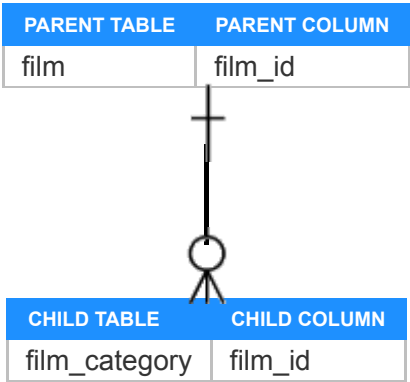 PARENT TABLE PARENT COLUMN
film film_id
CHILD TABLE CHILD COLUMN
film_category film_id